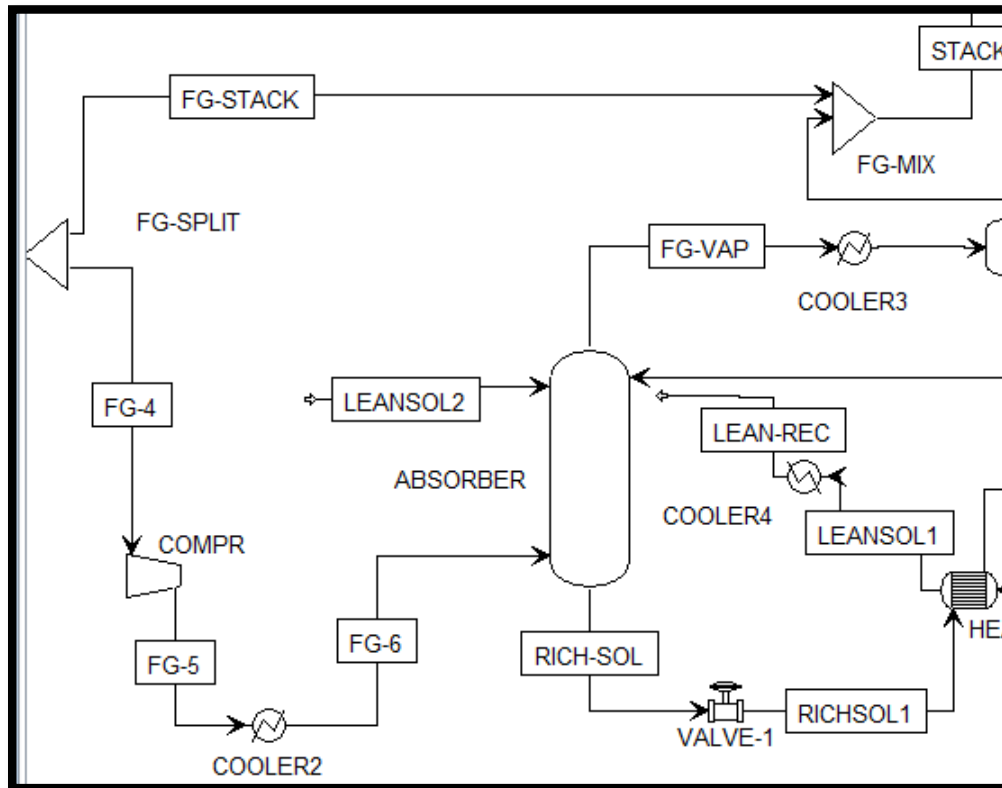 STACK
FG-STACK
FG-MIX
FG-SPLIT
FG-VAP
COOLER3
FG-4
LEANSOL2
LEAN-REC
ABSORBER
COOLER4
LEANSOL1
COMPR
HEA
FG-6
FG-5
RICH-SOL
RICHSOL1
VALVE-1
COOLER2